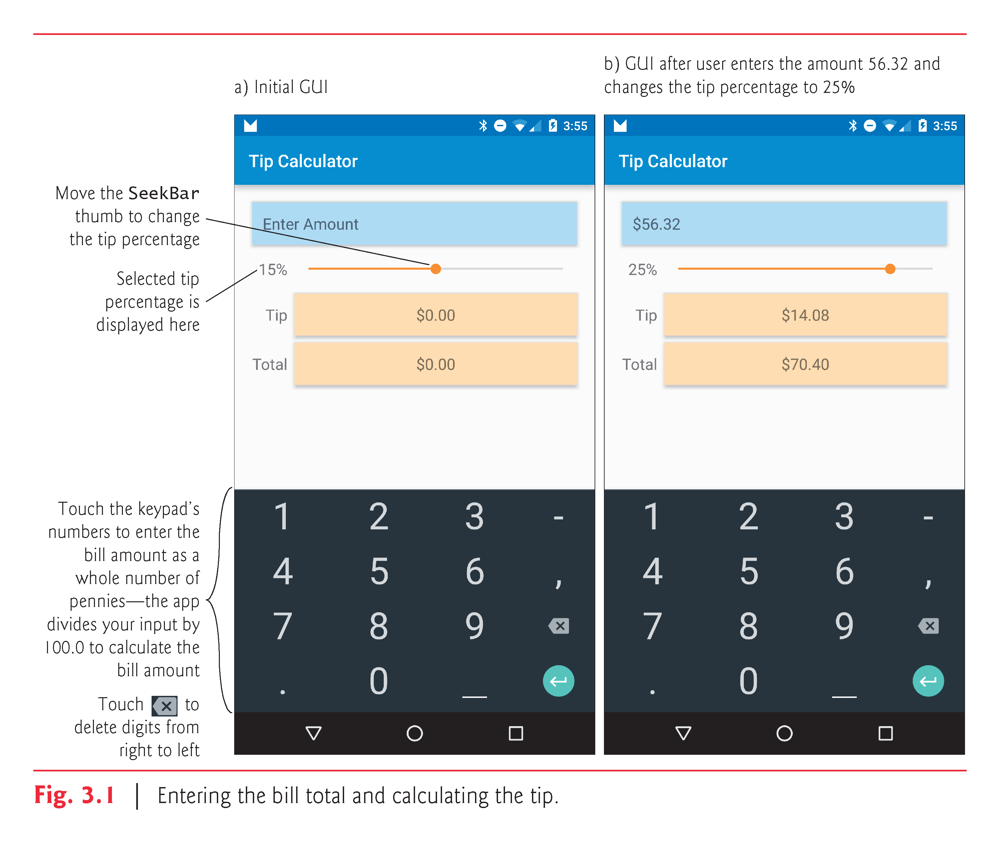 a) Initial GUI
b) GUI after user enters the amount 56.32 and
changes the tip percentage to 25%
Move the SeekBar
thumb to change
the tip percentage
Selected tip
percentage is
displayed here
Touch the keypad’s
numbers to enter the
bill amount as a
whole number of
pennies—the app
divides your input by
100.0 to calculate the
bill amount
Touch to
delete digits from
right to left
3:55
Tip Calculator
Enter Amount
15%
Tip $0.00
Total $0.00
1 2 3 -
4 5 6 ,
7 8 9
. 0
3:55
Tip Calculator
$56.32
25%
Tip $14.08
Total $70.40
1 2 3 -
4 5 6 ,
7 8 9
. 0
Fig. 3.1 | Entering the bill total and calculating the tip.